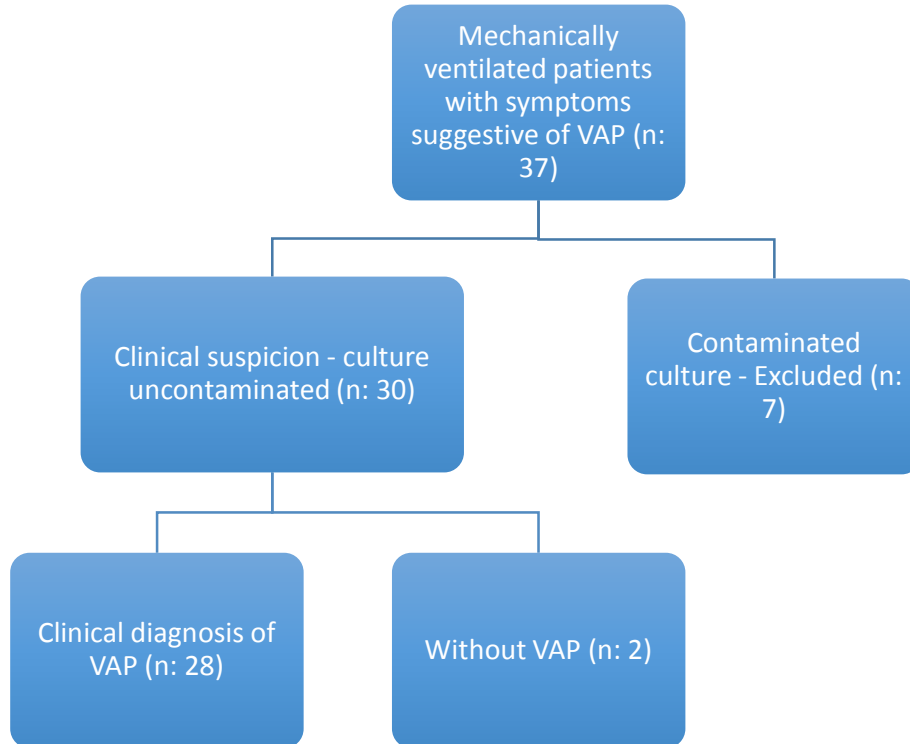 Mechanically
ventilated patients
with symptoms
suggestive of VAP (n:
37)
Clinical suspicion - culture
uncontaminated (n: 30)
Contaminated
culture - Excluded (n:
7)
Clinical diagnosis of
VAP (n: 28)
Without VAP (n: 2)